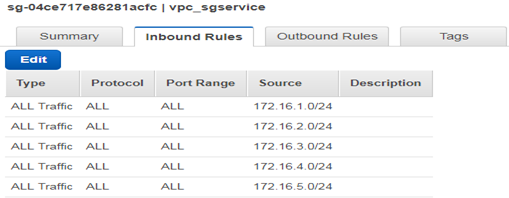 sg-04ce717e86281acfc | vpc_sgservice
Summary Inbound Rules Outbound Rules Tags
Edit
Type Protocol Port Range Source Description
ALL Traffic ALL ALL 172.16.1.0/24
ALL Traffic ALL ALL 172.16.2.0/24
ALL Traffic ALL ALL 172.16.3.0/24
ALL Traffic ALL ALL 172.16.4.0/24
ALL Traffic ALL ALL 172.16.5.0/24